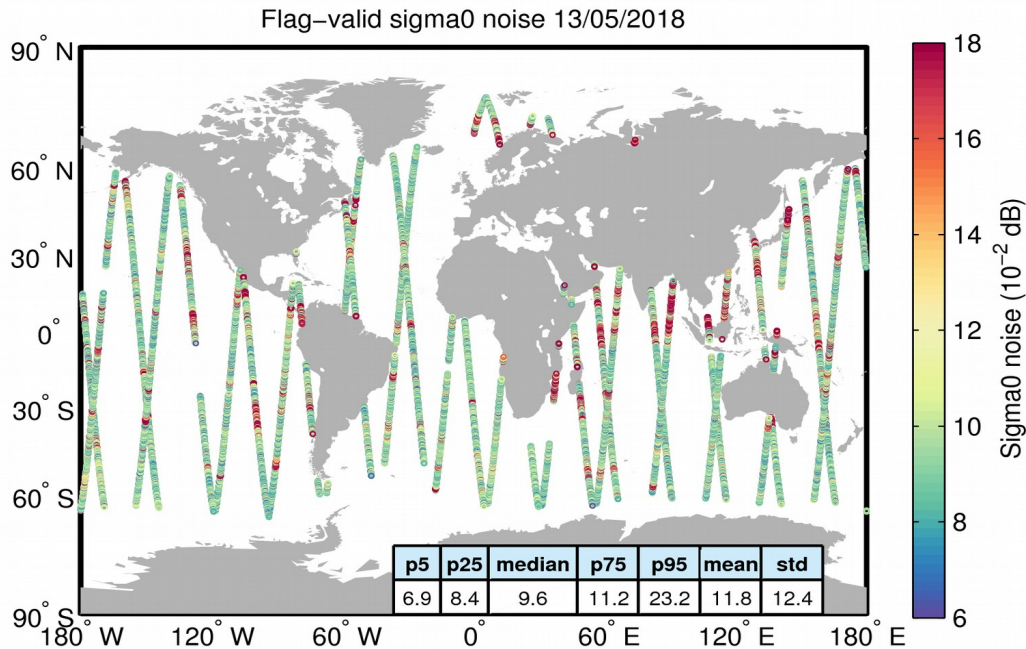 Flag−valid sigma0 noise 13/05/2018
90° N
60° N
30° N
0°
30° S
60° S
90° S
180° W
120° W
60° W
0°
60° E
120° E
180° E
p5 p25 median p75 p95 mean std
6.9 8.4 9.6 11.2 23.2 11.8 12.4
18
16
14
12
10
8
6
Sigma0 noise (10⁻² dB)